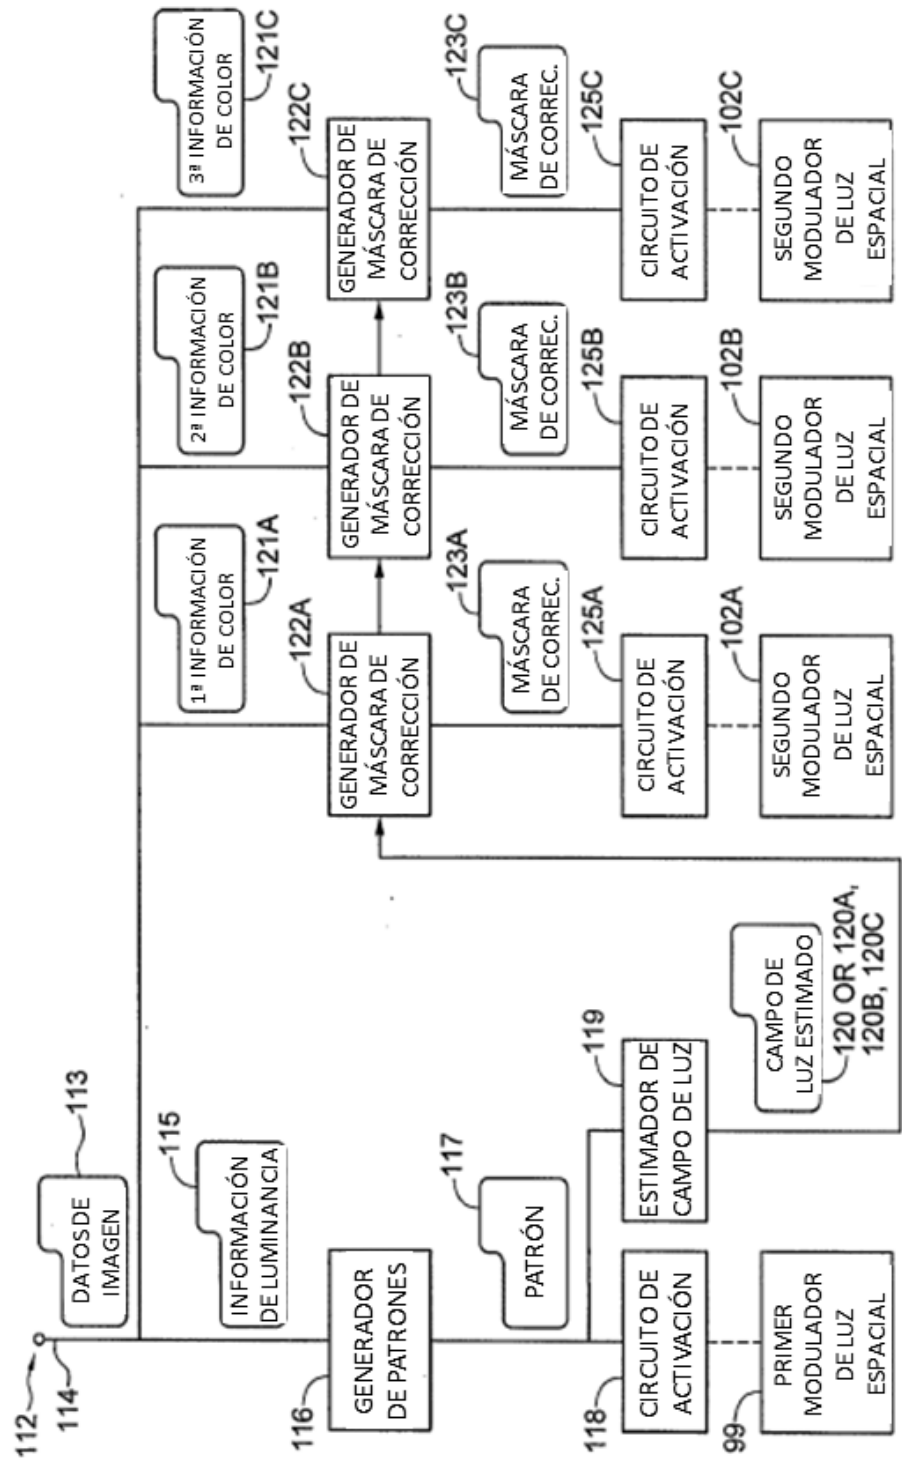 112
114
DATOS DE
IMAGEN
113
INFORMACIÓN
DE LUMINANCIA
115
GENERADOR
DE PATRONES
116
PATRÓN
117
CIRCUITO DE
ACTIVACIÓN
118
PRIMER
MODULADOR
DE LUZ
ESPACIAL
99
ESTIMADOR DE
CAMPO DE LUZ
119
CAMPO DE
LUZ ESTIMADO
120 OR 120A,
120B, 120C
1ª INFORMACIÓN
DE COLOR
121A
GENERADOR DE
MÁSCARA DE
CORRECCIÓN
122A
MÁSCARA
DE CORREC.
123A
CIRCUITO DE
ACTIVACIÓN
125A
SEGUNDO
MODULADOR
DE LUZ
ESPACIAL
102A
2ª INFORMACIÓN
DE COLOR
121B
GENERADOR DE
MÁSCARA DE
CORRECCIÓN
122B
MÁSCARA
DE CORREC.
123B
CIRCUITO DE
ACTIVACIÓN
125B
SEGUNDO
MODULADOR
DE LUZ
ESPACIAL
102B
3ª INFORMACIÓN
DE COLOR
121C
GENERADOR DE
MÁSCARA DE
CORRECCIÓN
122C
MÁSCARA
DE CORREC.
123C
CIRCUITO DE
ACTIVACIÓN
125C
SEGUNDO
MODULADOR
DE LUZ
ESPACIAL
102C